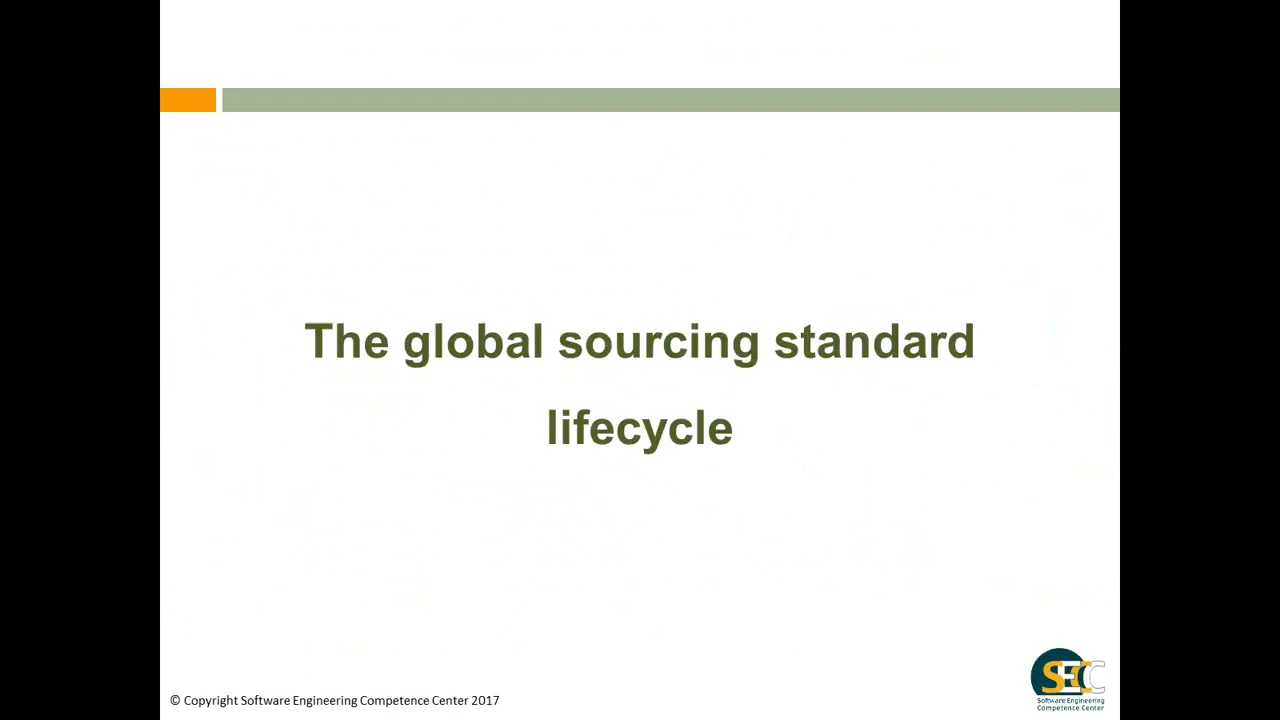 The global sourcing standard
lifecycle
© Copyright Software Engineering Competence Center 2017
SECC
Software Engineering
Competence Center